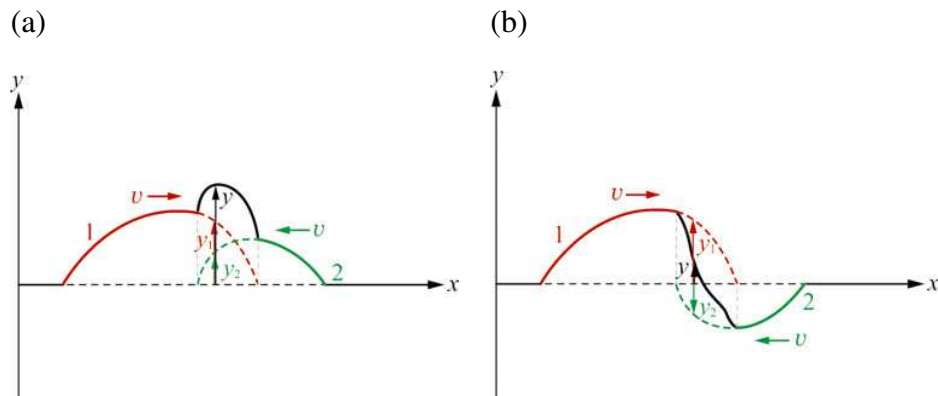 (a) (b)
y y
v v
1 y 1
v y₁
y₁ y
y₂ 2 x y₂ 2 x
v